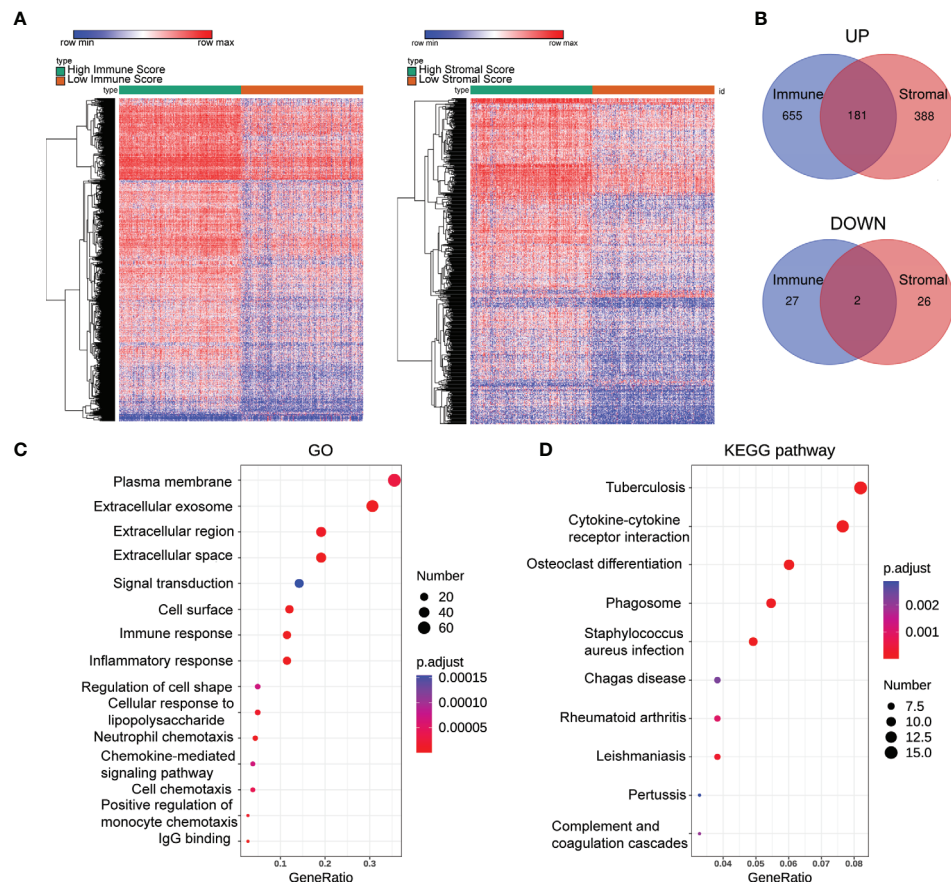 A
row min
row max
type
High Immune Score
Low Immune Score
type
row min
row max
type
High Stromal Score
Low Stromal Score
type
id
B
UP
Immune
Stromal
655
181
388
DOWN
Immune
Stromal
27
2
26
C
GO
Plasma membrane
Extracellular exosome
Extracellular region
Extracellular space
Signal transduction
Cell surface
Immune response
Inflammatory response
Regulation of cell shape
Cellular response to
lipopolysaccharide
Neutrophil chemotaxis
Chemokine-mediated
signaling pathway
Cell chemotaxis
Positive regulation of
monocyte chemotaxis
IgG binding
0.1
0.2
0.3
GeneRatio
Number
20
40
60
p.adjust
0.00015
0.00010
0.00005
D
KEGG pathway
Tuberculosis
Cytokine-cytokine
receptor interaction
Osteoclast differentiation
Phagosome
Staphylococcus
aureus infection
Chagas disease
Rheumatoid arthritis
Leishmaniasis
Pertussis
Complement and
coagulation cascades
0.04
0.05
0.06
0.07
0.08
GeneRatio
p.adjust
0.002
0.001
Number
7.5
10.0
12.5
15.0